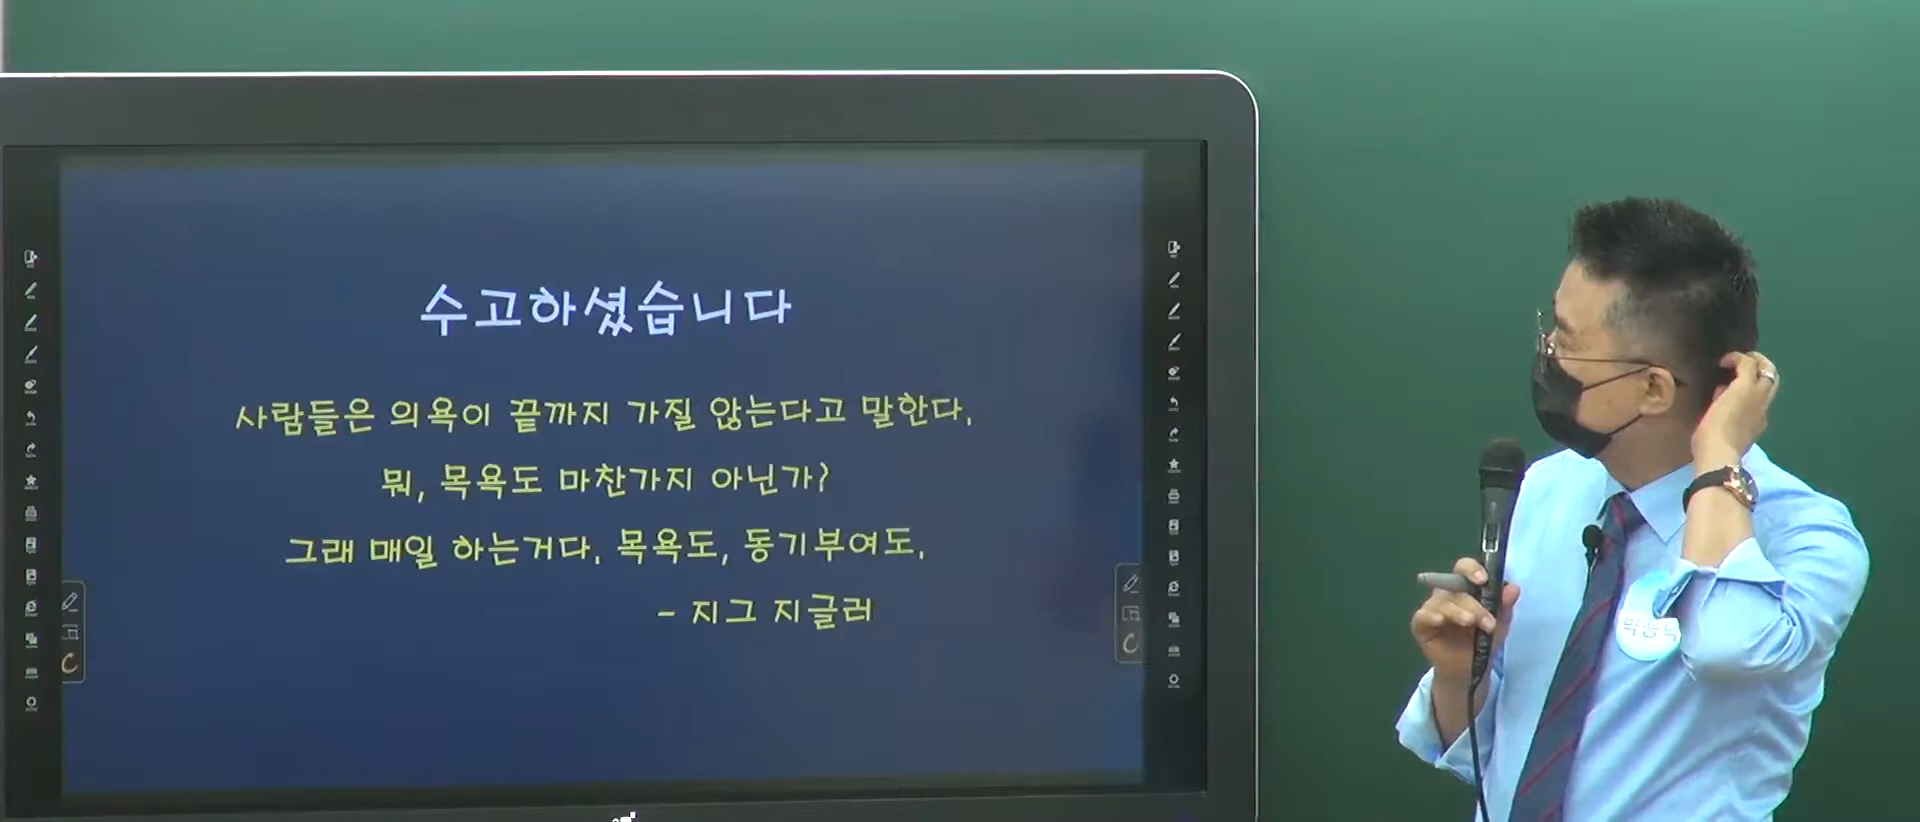 수고하셨습니다
사람들은 의욕이 끝까지 가질 않는다고 말한다.
뭐, 목욕도 마찬가지 아닌가?
그래 매일 하는거다. 목욕도, 동기부여도.
- 지그 지글러